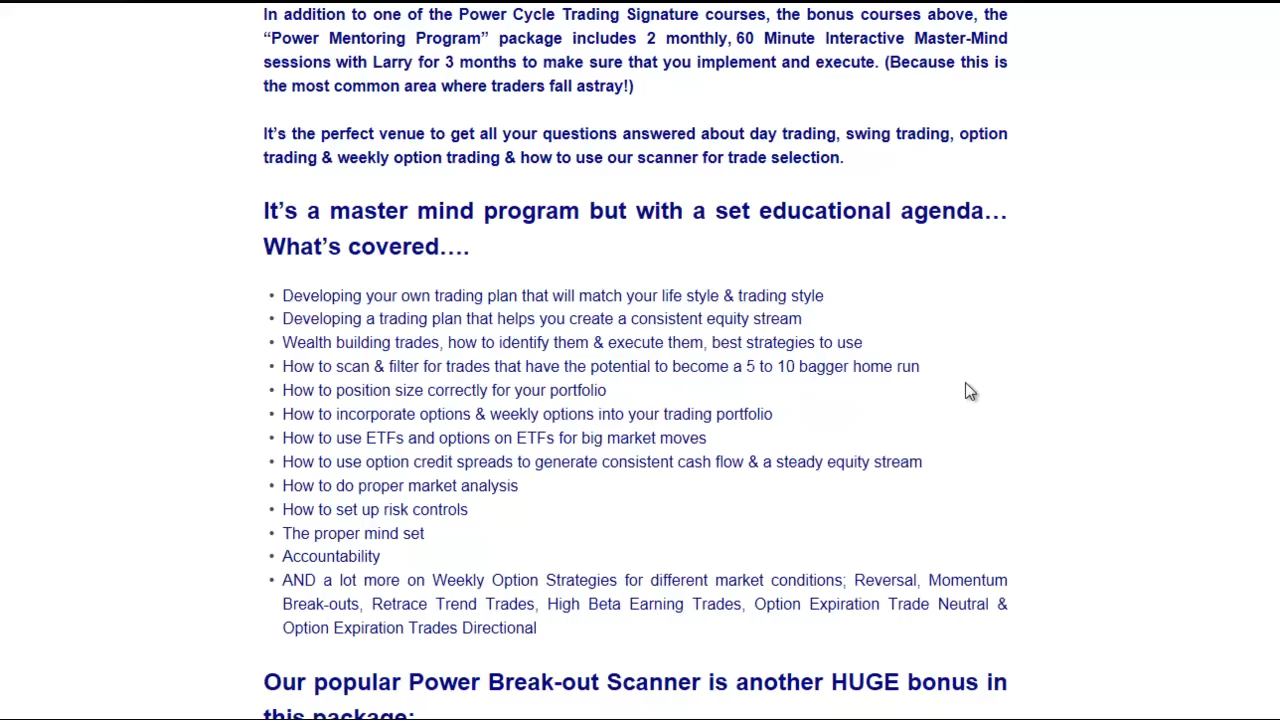 In addition to one of the Power Cycle Trading Signature courses, the bonus courses above, the
“Power Mentoring Program” package includes 2 monthly, 60 Minute Interactive Master-Mind
sessions with Larry for 3 months to make sure that you implement and execute. (Because this is
the most common area where traders fall astray!)
It’s the perfect venue to get all your questions answered about day trading, swing trading, option
trading & weekly option trading & how to use our scanner for trade selection.
It’s a master mind program but with a set educational agenda…
What’s covered….
• Developing your own trading plan that will match your life style & trading style
• Developing a trading plan that helps you create a consistent equity stream
• Wealth building trades, how to identify them & execute them, best strategies to use
• How to scan & filter for trades that have the potential to become a 5 to 10 bagger home run
• How to position size correctly for your portfolio
• How to incorporate options & weekly options into your trading portfolio
• How to use ETFs and options on ETFs for big market moves
• How to use option credit spreads to generate consistent cash flow & a steady equity stream
• How to do proper market analysis
• How to set up risk controls
• The proper mind set
• Accountability
• AND a lot more on Weekly Option Strategies for different market conditions; Reversal, Momentum
Break-outs, Retrace Trend Trades, High Beta Earning Trades, Option Expiration Trade Neutral &
Option Expiration Trades Directional
Our popular Power Break-out Scanner is another HUGE bonus in
this package: